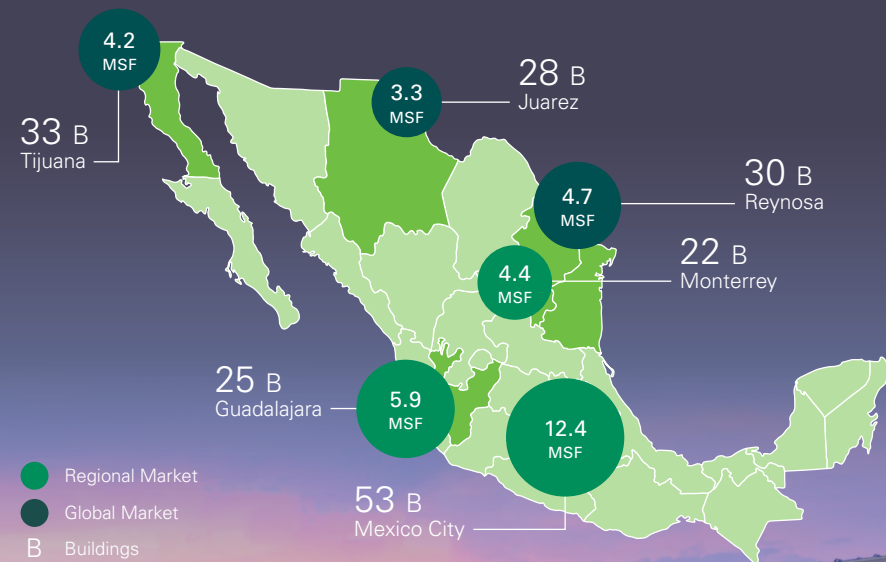 4.2
MSF
33 B
Tijuana
3.3
MSF
28 B
Juarez
4.7
MSF
30 B
Reynosa
4.4
MSF
22 B
Monterrey
25 B
Guadalajara
5.9
MSF
12.4
MSF
53 B
Mexico City
Regional Market
Global Market
B Buildings